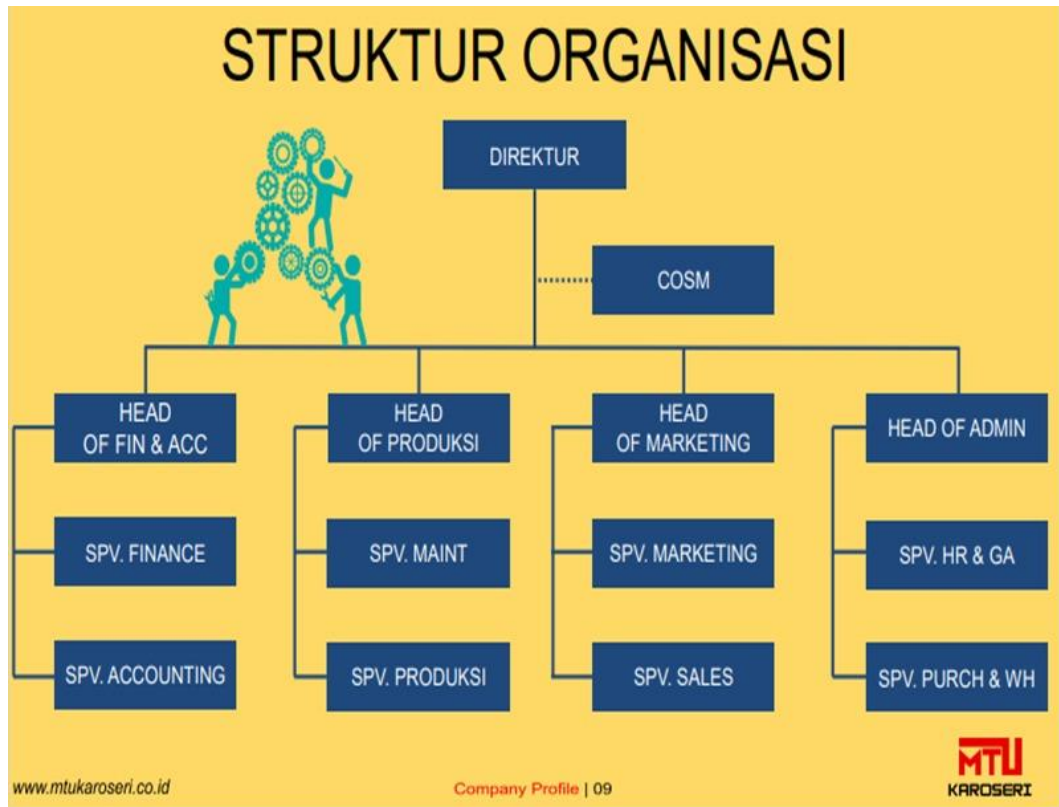 STRUKTUR ORGANISASI
DIREKTUR
COSM
HEAD
OF FIN & ACC
HEAD
OF PRODUKSI
HEAD
OF MARKETING
HEAD OF ADMIN
SPV. FINANCE
SPV. MAINT
SPV. MARKETING
SPV. HR & GA
SPV. ACCOUNTING
SPV. PRODUKSI
SPV. SALES
SPV. PURCH & WH
www.mtukaroseri.co.id
Company Profile | 09
MTU
KAROSERI